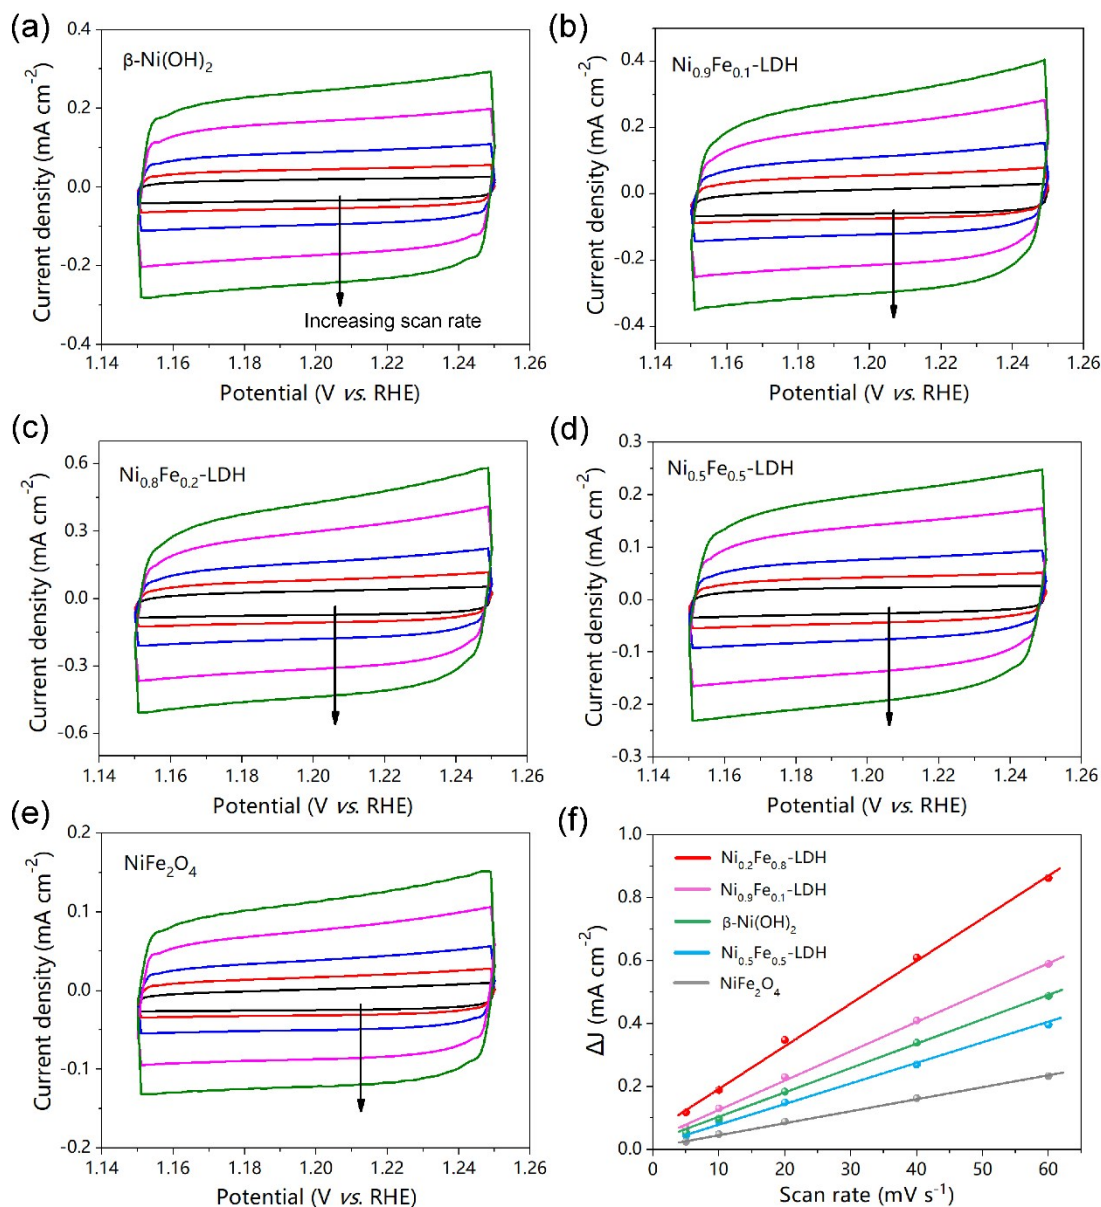 (a)
β-Ni(OH)₂
Current density (mA cm⁻²)
0.4
0.2
0.0
-0.2
-0.4
Increasing scan rate
1.14 1.16 1.18 1.20 1.22 1.24 1.26
Potential (V vs. RHE)
(b)
Ni₀.₉Fe₀.₁-LDH
Current density (mA cm⁻²)
0.4
0.2
0.0
-0.2
-0.4
1.14 1.16 1.18 1.20 1.22 1.24 1.26
Potential (V vs. RHE)
(c)
Ni₀.₈Fe₀.₂-LDH
Current density (mA cm⁻²)
0.6
0.3
0.0
-0.3
-0.6
1.14 1.16 1.18 1.20 1.22 1.24 1.26
Potential (V vs. RHE)
(d)
Ni₀.₅Fe₀.₅-LDH
Current density (mA cm⁻²)
0.3
0.2
0.1
0.0
-0.1
-0.2
-0.3
1.14 1.16 1.18 1.20 1.22 1.24 1.26
Potential (V vs. RHE)
(e)
NiFe₂O₄
Current density (mA cm⁻²)
0.2
0.1
0.0
-0.1
-0.2
1.14 1.16 1.18 1.20 1.22 1.24 1.26
Potential (V vs. RHE)
(f)
Ni₀.₂Fe₀.₈-LDH
Ni₀.₉Fe₀.₁-LDH
β-Ni(OH)₂
Ni₀.₅Fe₀.₅-LDH
NiFe₂O₄
ΔJ (mA cm⁻²)
1.0
0.8
0.6
0.4
0.2
0.0
0 10 20 30 40 50 60
Scan rate (mV s⁻¹)